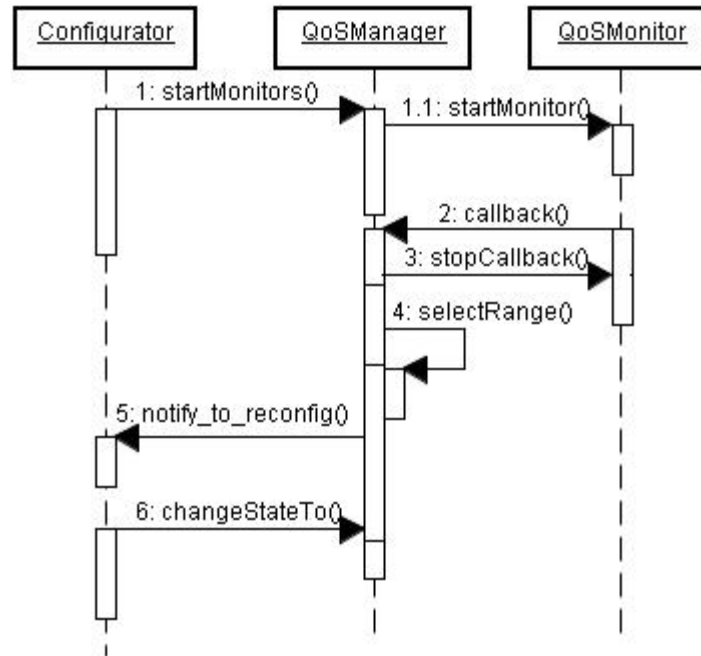 Configurator
QoSManager
QoSMonitor
1: startMonitors()
1.1: startMonitor()
2: callback()
3: stopCallback()
4: selectRange()
5: notify_to_reconfig()
6: changeStateTo()